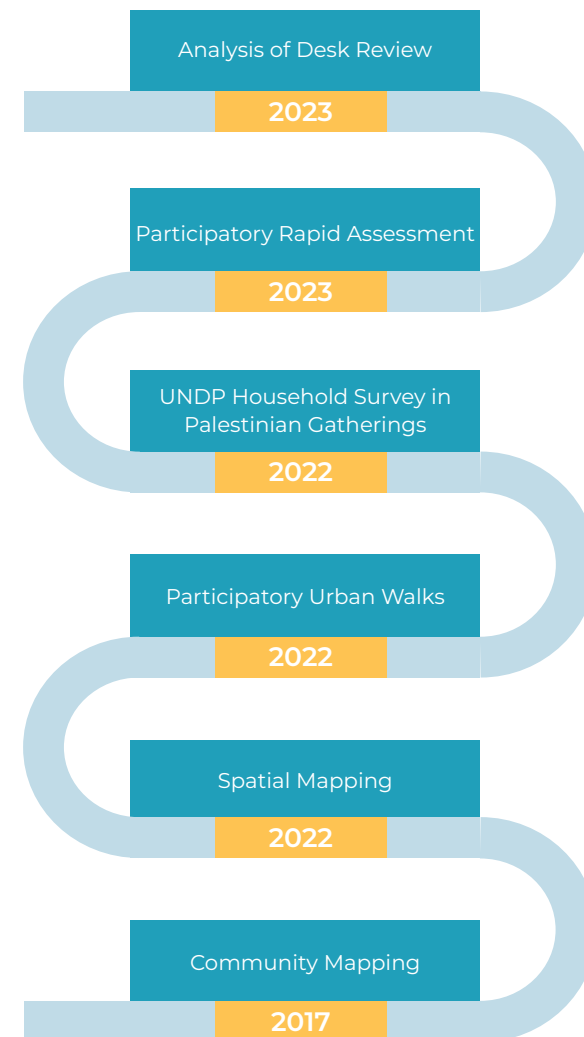 Analysis of Desk Review
2023
Participatory Rapid Assessment
2023
UNDP Household Survey in
Palestinian Gatherings
2022
Participatory Urban Walks
2022
Spatial Mapping
2022
Community Mapping
2017